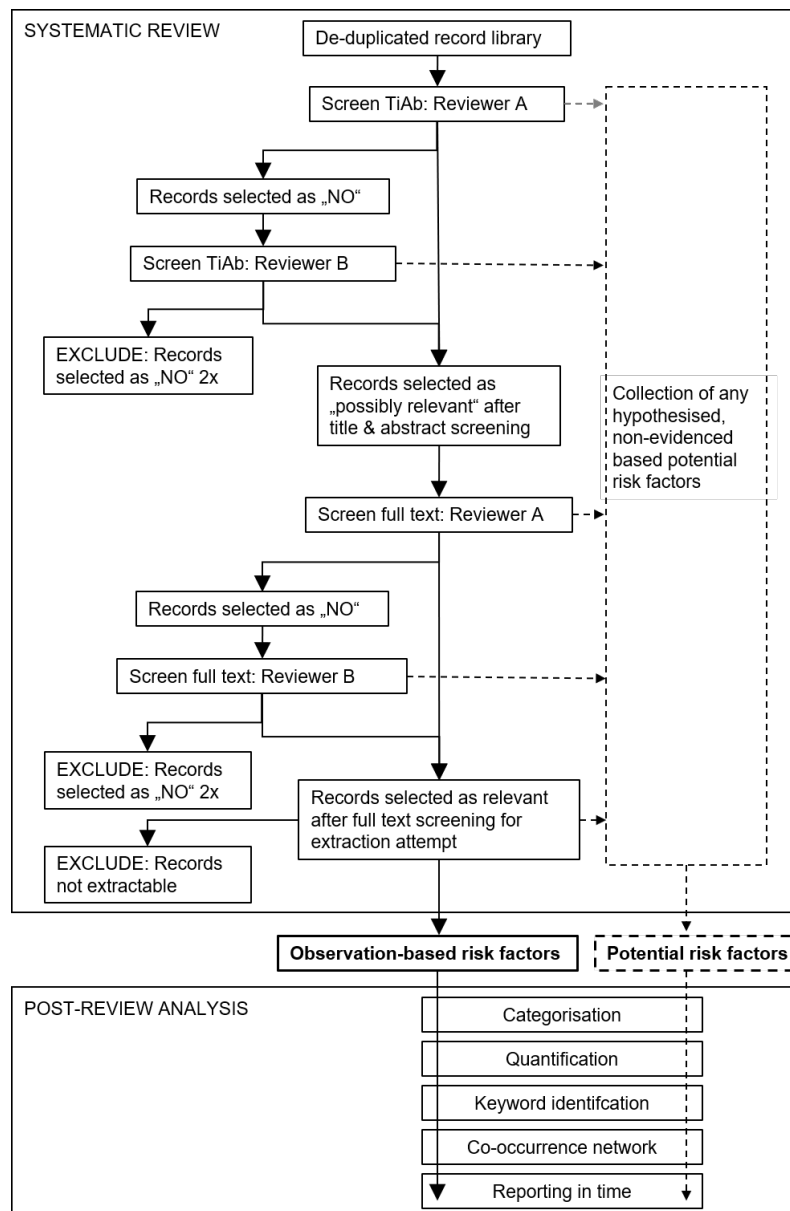 SYSTEMATIC REVIEW
De-duplicated record library
Screen TiAb: Reviewer A
Records selected as „NO“
Screen TiAb: Reviewer B
EXCLUDE: Records
selected as „NO“ 2x
Records selected as
„possibly relevant“ after
title & abstract screening
Collection of any
hypothesised,
non-evidenced
based potential
risk factors
Screen full text: Reviewer A
Records selected as „NO“
Screen full text: Reviewer B
EXCLUDE: Records
selected as „NO“ 2x
Records selected as relevant
after full text screening for
extraction attempt
EXCLUDE: Records
not extractable
Observation-based risk factors
Potential risk factors
POST-REVIEW ANALYSIS
Categorisation
Quantification
Keyword identifcation
Co-occurrence network
Reporting in time